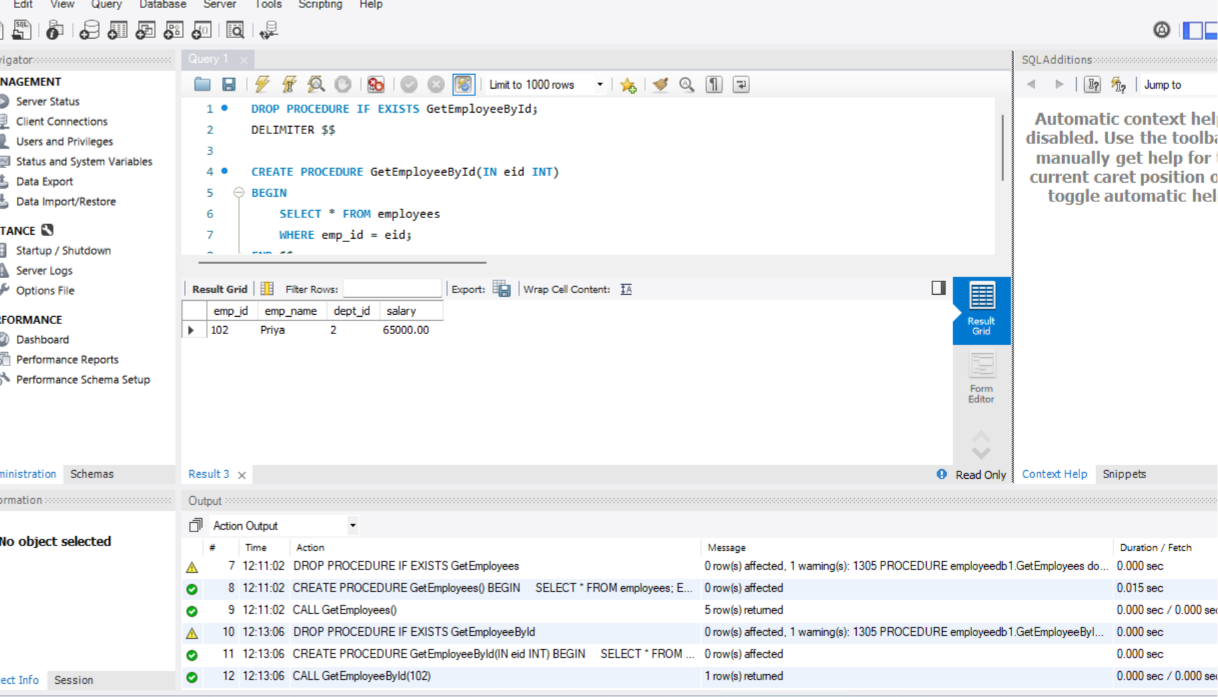 Edit View Query Database Server Tools Scripting Help
vigator
Query 1
SQLAdditions
NAGEMENT
Server Status
Client Connections
Users and Privileges
Status and System Variables
Data Export
Data Import/Restore
TANCE
Startup / Shutdown
Server Logs
Options File
RFORMANCE
Dashboard
Performance Reports
Performance Schema Setup
ministration Schemas
Limit to 1000 rows
1 DROP PROCEDURE IF EXISTS GetEmployeeById;
2 DELIMITER $$
3
4 CREATE PROCEDURE GetEmployeeById(IN eid INT)
5 BEGIN
6 SELECT * FROM employees
7 WHERE emp_id = eid;
Result Grid Filter Rows: Export: Wrap Cell Content:
emp_id emp_name dept_id salary
102 Priya 2 65000.00
Result Grid
Form Editor
Result 3
Read Only
Jump to
Automatic context help
disabled. Use the toolba
manually get help for
current caret position o
toggle automatic hel
Context Help Snippets
ormation
No object selected
ect Info Session
Output
Action Output
# Time Action Message Duration / Fetch
7 12:11:02 DROP PROCEDURE IF EXISTS GetEmployees 0 row(s) affected, 1 warning(s): 1305 PROCEDURE employeedb1.GetEmployees do... 0.000 sec
8 12:11:02 CREATE PROCEDURE GetEmployees() BEGIN SELECT * FROM employees; E... 0 row(s) affected 0.015 sec
9 12:11:02 CALL GetEmployees() 5 row(s) returned 0.000 sec / 0.000 sec
10 12:13:06 DROP PROCEDURE IF EXISTS GetEmployeeById 0 row(s) affected, 1 warning(s): 1305 PROCEDURE employeedb1.GetEmployeeByI... 0.000 sec
11 12:13:06 CREATE PROCEDURE GetEmployeeById(IN eid INT) BEGIN SELECT * FROM ... 0 row(s) affected 0.000 sec
12 12:13:06 CALL GetEmployeeById(102) 1 row(s) returned 0.000 sec / 0.000 sec